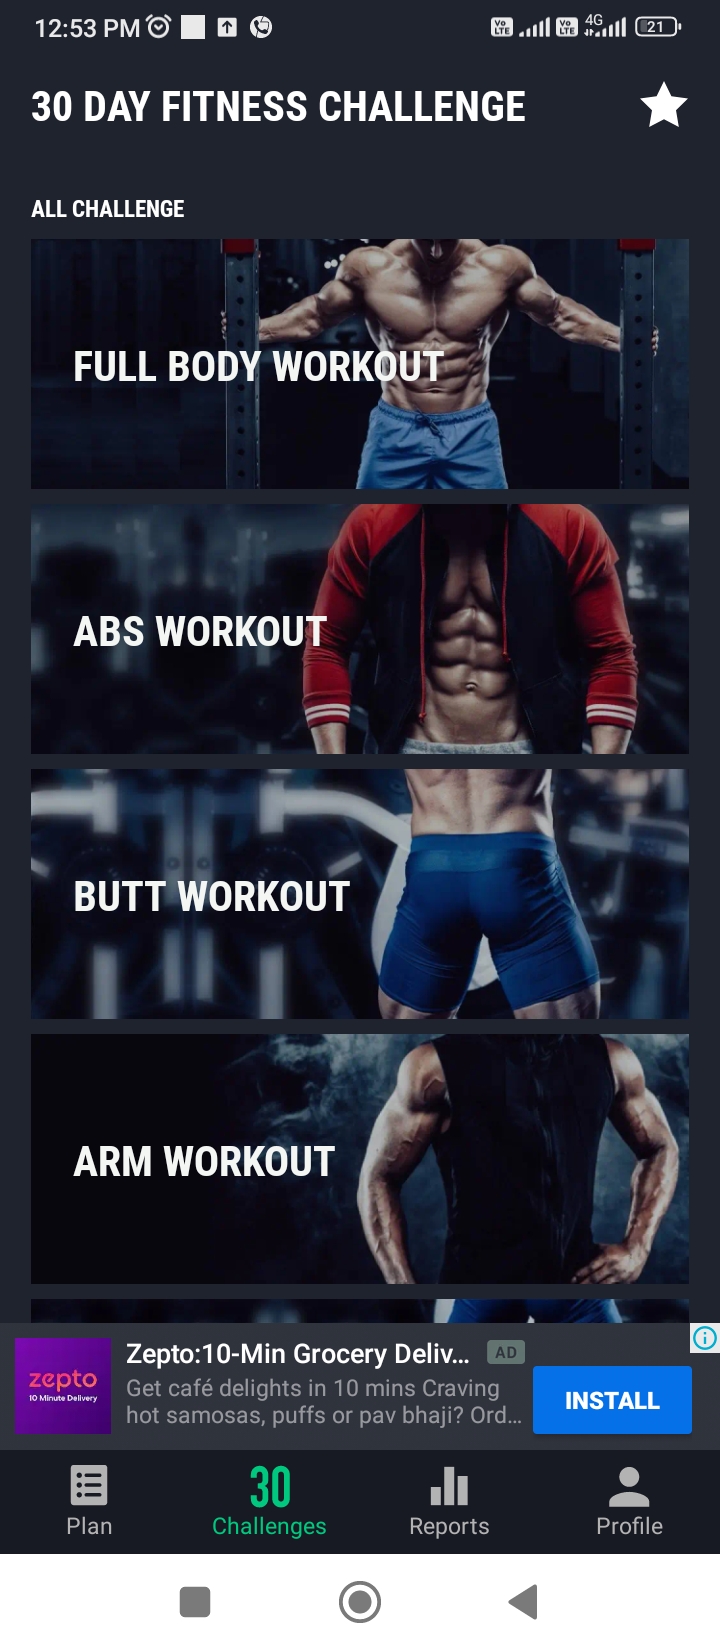 12:53 PM
Vo LTE Vo LTE 4G 21
30 DAY FITNESS CHALLENGE
ALL CHALLENGE
FULL BODY WORKOUT
ABS WORKOUT
BUTT WORKOUT
ARM WORKOUT
zepto
10 Minute Delivery
Zepto:10-Min Grocery Deliv... AD
Get café delights in 10 mins Craving
hot samosas, puffs or pav bhaji? Ord...
INSTALL
30
Plan Challenges Reports Profile